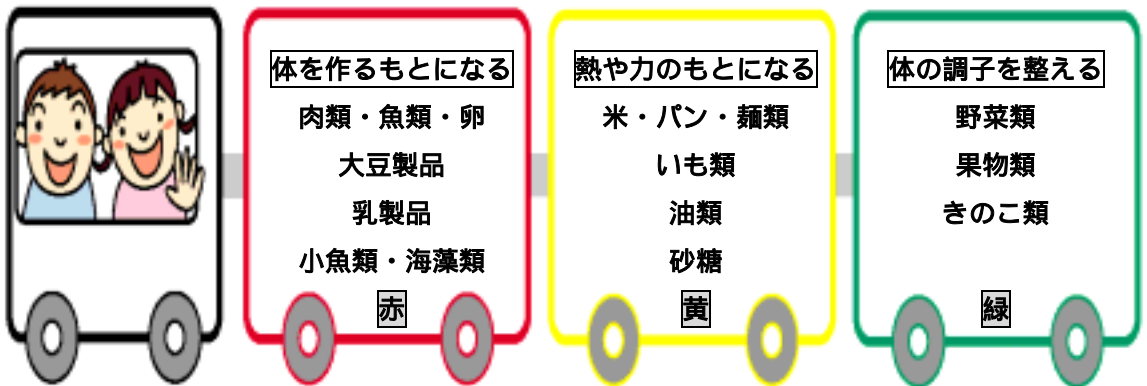 体を作るもとになる
肉類・魚類・卵
大豆製品
乳製品
小魚類・海藻類
赤
熱や力のもとになる
米・パン・麺類
いも類
油類
砂糖
黄
体の調子を整える
野菜類
果物類
きのこ類
緑